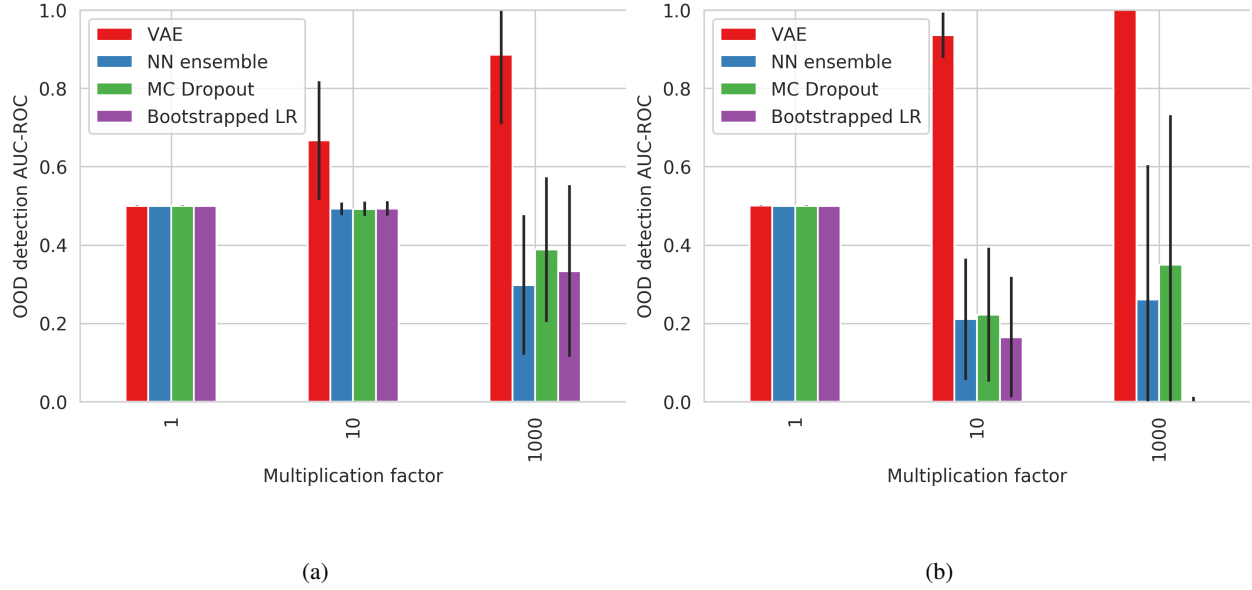 1.0
0.8
0.6
0.4
0.2
0.0
OOD detection AUC-ROC
VAE
NN ensemble
MC Dropout
Bootstrapped LR
1
10
1000
Multiplication factor
(a)
1.0
0.8
0.6
0.4
0.2
0.0
OOD detection AUC-ROC
VAE
NN ensemble
MC Dropout
Bootstrapped LR
1
10
1000
Multiplication factor
(b)